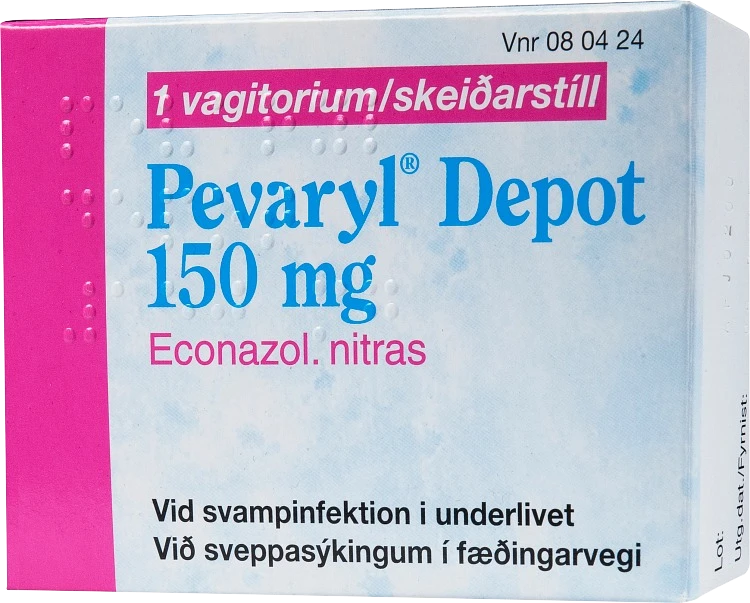 Vnr 08 04 24
1 vagitorium/skeiðarstíll
Pevaryl® Depot
150 mg
Econazol. nitras
Vid svampinfektion i underlivet
Við sveppasýkingum í fæðingarvegi
Lot:
Utg.dat./Fyrnist: